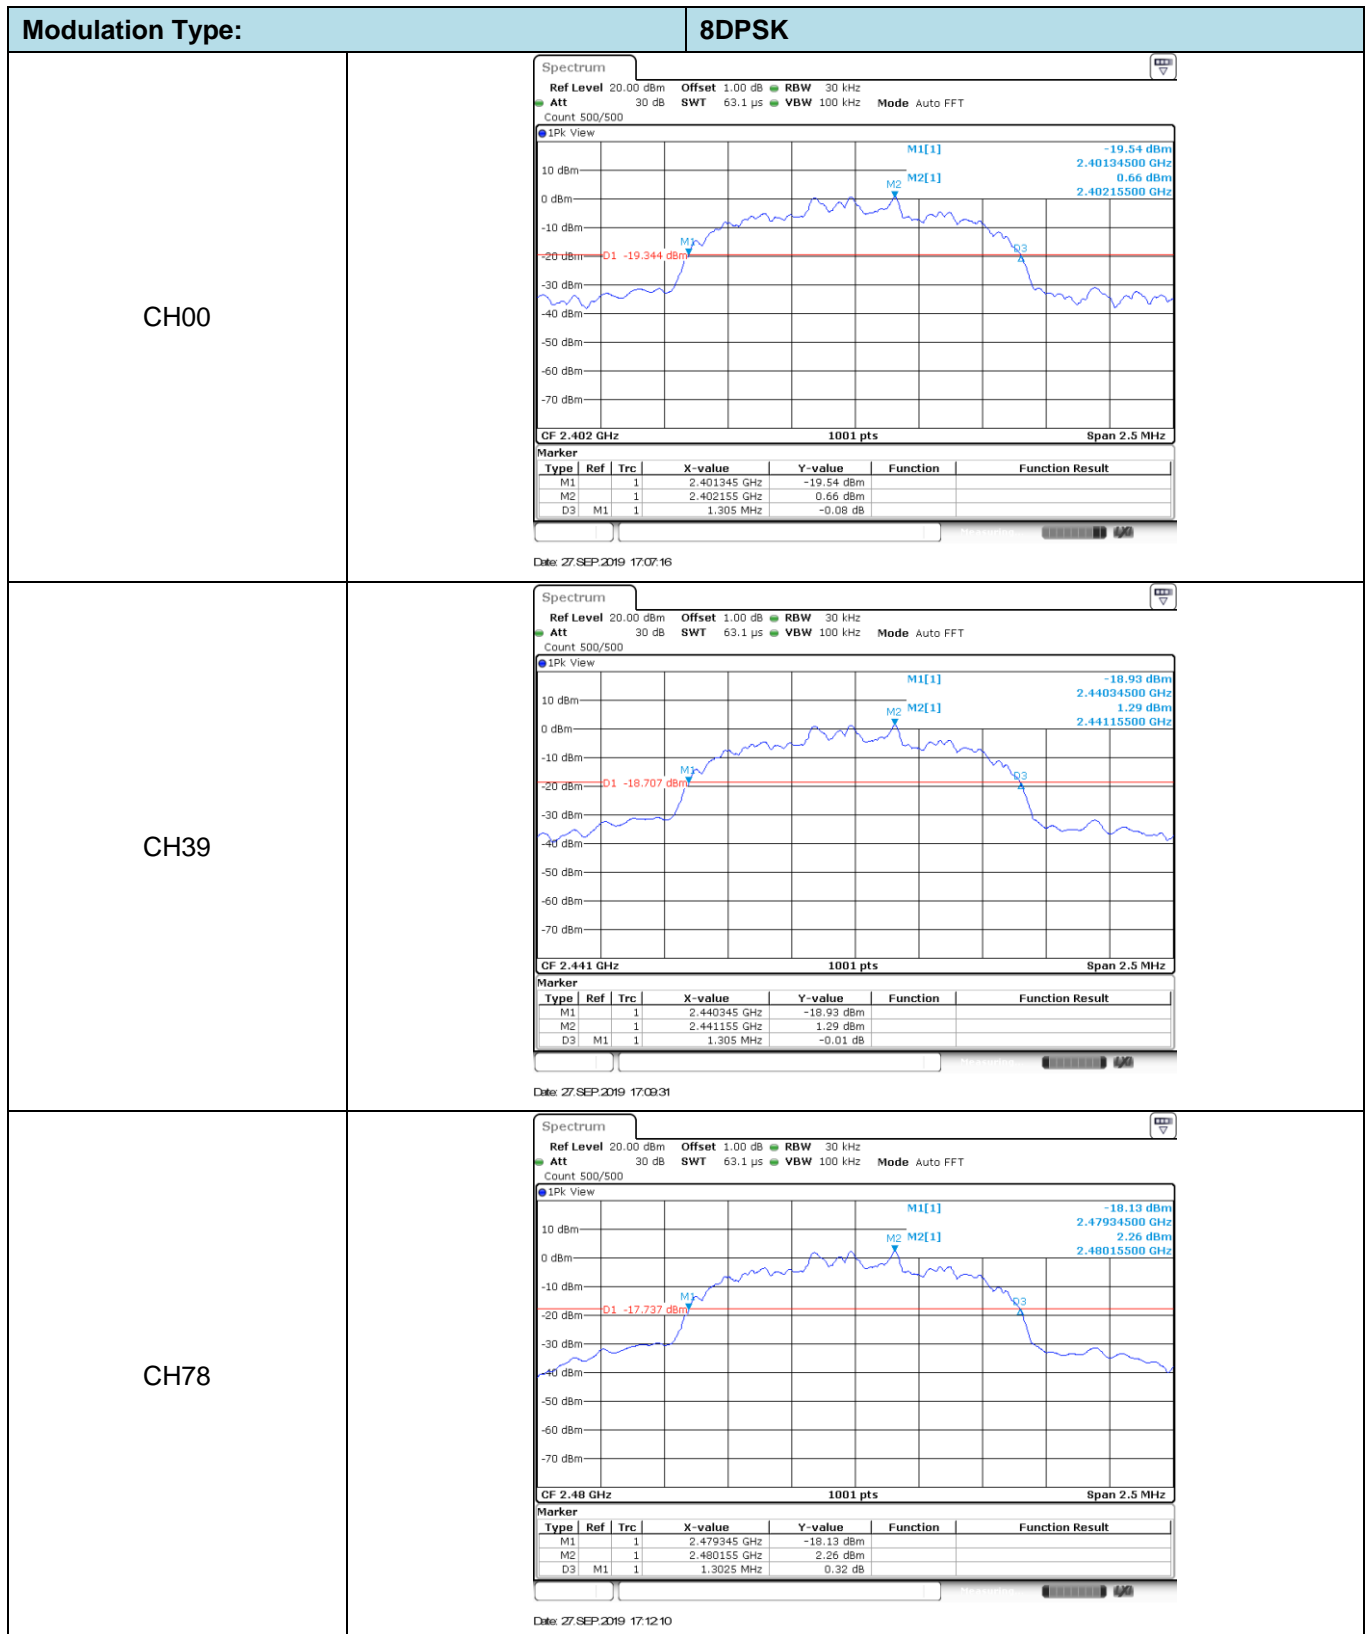 Modulation Type: 8DPSK
CH00
Spectrum
Ref Level 20.00 dBm Offset 1.00 dB RBW 30 kHz
Att 30 dB SWT 63.1 µs VBW 100 kHz Mode Auto FFT
Count 500/500
1Pk View
M1[1] -19.54 dBm
2.40134500 GHz
M2[1] 0.66 dBm
2.40215500 GHz
10 dBm
M2
0 dBm
-10 dBm
M1
D3
-20 dBm D1 -19.344 dBm
-30 dBm
-40 dBm
-50 dBm
-60 dBm
-70 dBm
CF 2.402 GHz 1001 pts Span 2.5 MHz
Marker
Type Ref Trc X-value Y-value Function Function Result
M1 1 2.401345 GHz -19.54 dBm
M2 1 2.402155 GHz 0.66 dBm
D3 M1 1 1.305 MHz -0.08 dB
Date: 27.SEP.2019 17:07:16
CH39
Spectrum
Ref Level 20.00 dBm Offset 1.00 dB RBW 30 kHz
Att 30 dB SWT 63.1 µs VBW 100 kHz Mode Auto FFT
Count 500/500
1Pk View
M1[1] -18.93 dBm
2.44034500 GHz
M2[1] 1.29 dBm
2.44115500 GHz
10 dBm
M2
0 dBm
-10 dBm
M1
D3
-20 dBm D1 -18.707 dBm
-30 dBm
-40 dBm
-50 dBm
-60 dBm
-70 dBm
CF 2.441 GHz 1001 pts Span 2.5 MHz
Marker
Type Ref Trc X-value Y-value Function Function Result
M1 1 2.440345 GHz -18.93 dBm
M2 1 2.441155 GHz 1.29 dBm
D3 M1 1 1.305 MHz -0.01 dB
Date: 27.SEP.2019 17:09:31
CH78
Spectrum
Ref Level 20.00 dBm Offset 1.00 dB RBW 30 kHz
Att 30 dB SWT 63.1 µs VBW 100 kHz Mode Auto FFT
Count 500/500
1Pk View
M1[1] -18.13 dBm
2.47934500 GHz
M2[1] 2.26 dBm
2.48015500 GHz
10 dBm
M2
0 dBm
-10 dBm
M1
D3
-20 dBm D1 -17.737 dBm
-30 dBm
-40 dBm
-50 dBm
-60 dBm
-70 dBm
CF 2.48 GHz 1001 pts Span 2.5 MHz
Marker
Type Ref Trc X-value Y-value Function Function Result
M1 1 2.479345 GHz -18.13 dBm
M2 1 2.480155 GHz 2.26 dBm
D3 M1 1 1.3025 MHz 0.32 dB
Date: 27.SEP.2019 17:12:10